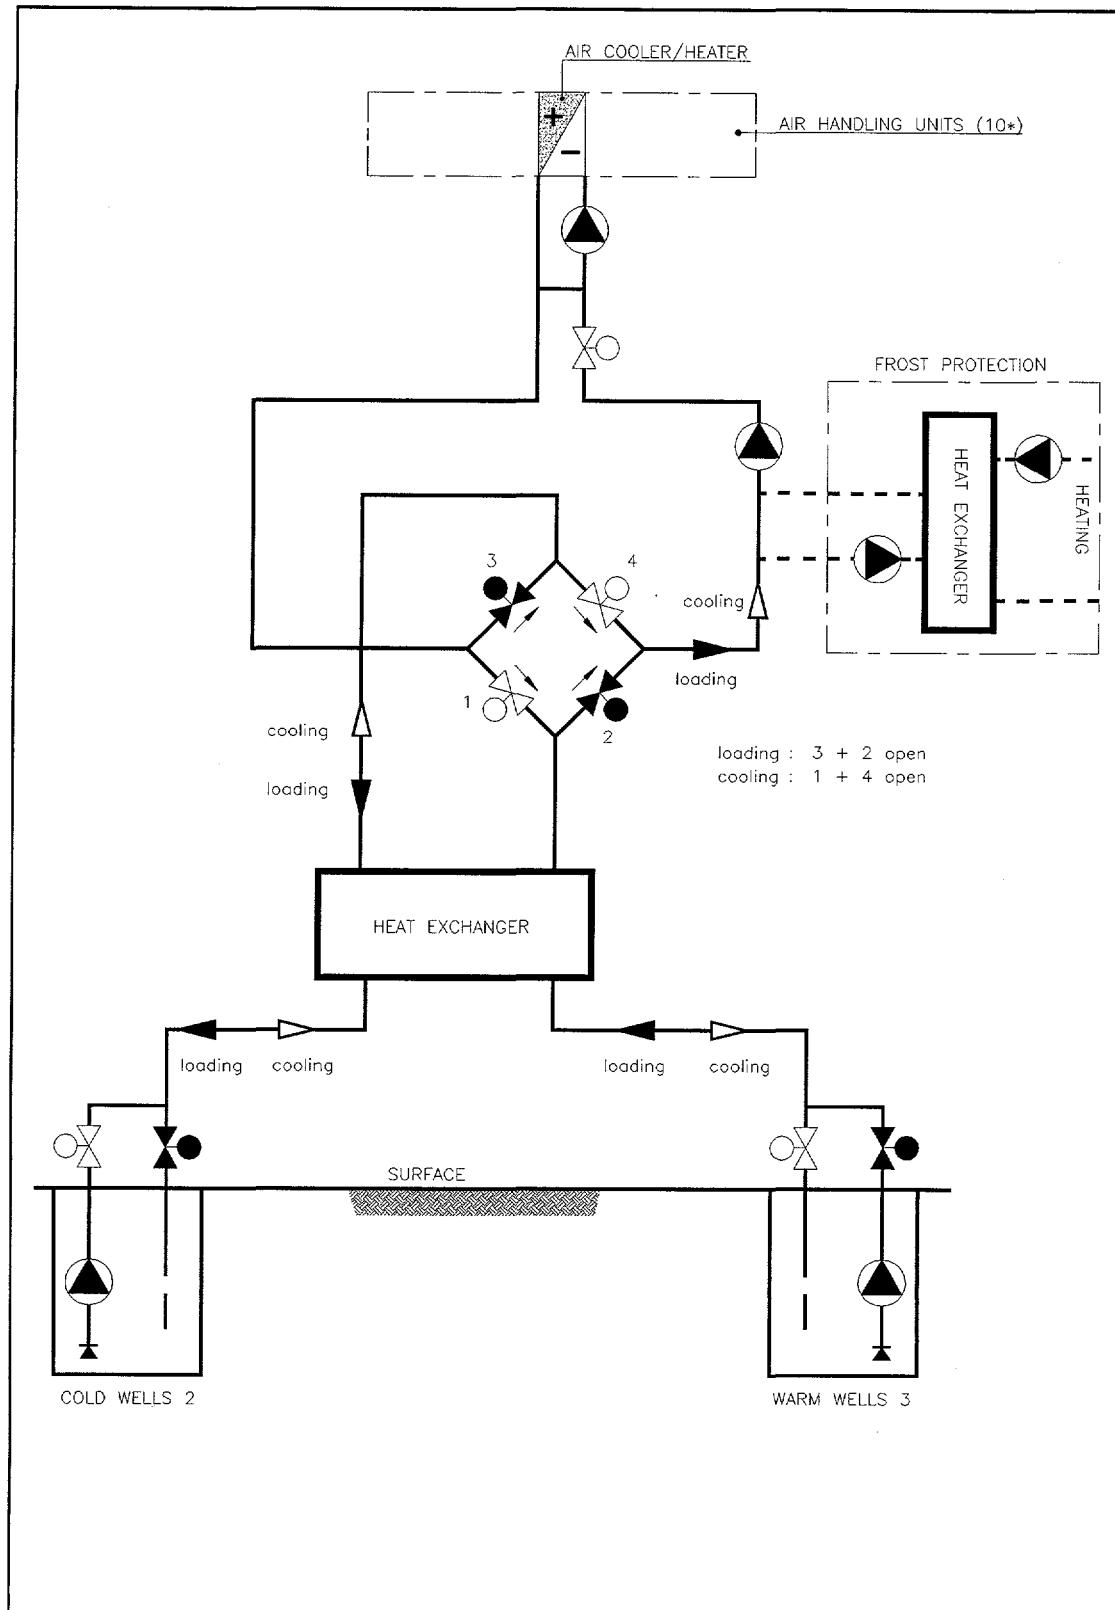 AIR COOLER/HEATER
AIR HANDLING UNITS (10*)
+
−
FROST PROTECTION
HEAT EXCHANGER
HEATING
3
4
cooling
loading
1
2
cooling
loading
loading : 3 + 2 open
cooling : 1 + 4 open
HEAT EXCHANGER
loading cooling
loading cooling
SURFACE
COLD WELLS 2
WARM WELLS 3